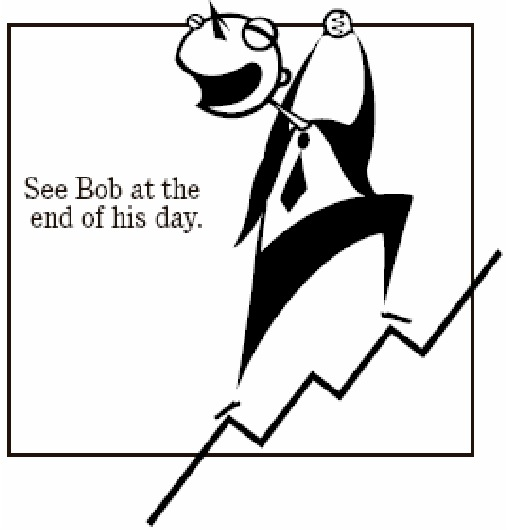 See Bob at the
end of his day.